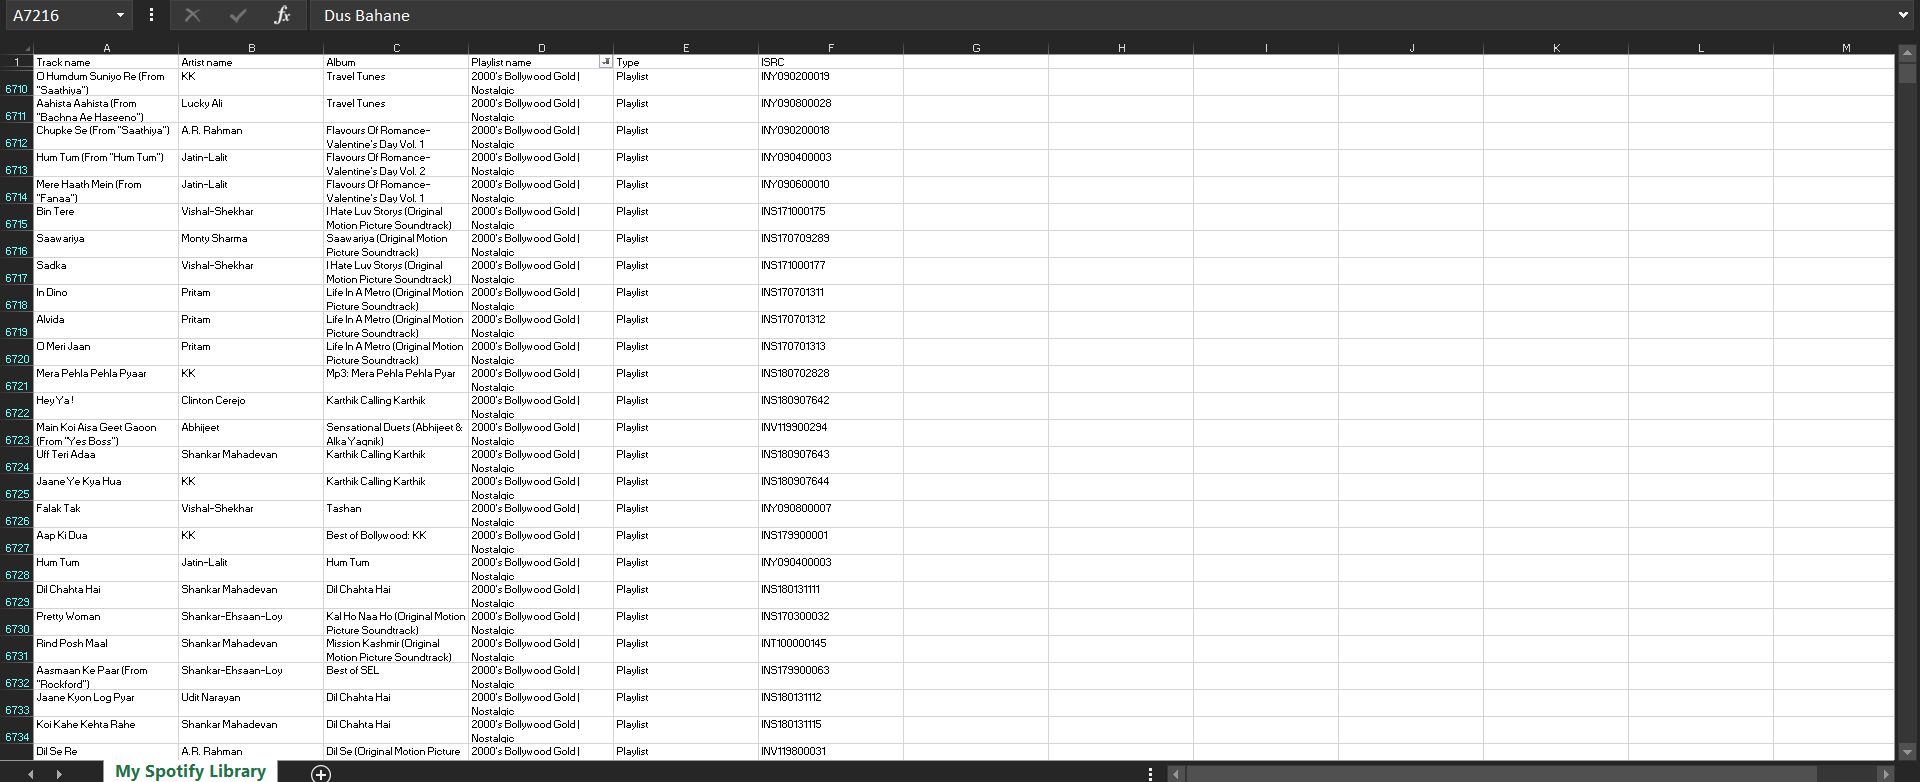 A7216 Dus Bahane
A B C D E F G H I J K L M
1 Track name Artist name Album Playlist name Type ISRC
O Humdum Suniyo Re (From KK Travel Tunes 2000's Bollywood Gold | Playlist INY090200019
6710 "Saathiya") Nostalgic
Aahista Aahista (From Lucky Ali Travel Tunes 2000's Bollywood Gold | Playlist INY090800028
6711 "Bachna Ae Haseeno") Nostalgic
Chupke Se (From "Saathiya") A.R. Rahman Flavours Of Romance- 2000's Bollywood Gold | Playlist INY090200018
6712 Valentine's Day Vol. 1 Nostalgic
Hum Tum (From "Hum Tum") Jatin-Lalit Flavours Of Romance- 2000's Bollywood Gold | Playlist INY090400003
6713 Valentine's Day Vol. 2 Nostalgic
Mere Haath Mein (From Jatin-Lalit Flavours Of Romance- 2000's Bollywood Gold | Playlist INY090600010
6714 "Fanaa") Valentine's Day Vol. 1 Nostalgic
Bin Tere Vishal-Shekhar I Hate Luv Storys (Original 2000's Bollywood Gold | Playlist INS171000175
6715 Motion Picture Soundtrack) Nostalgic
Saawariya Monty Sharma Saawariya (Original Motion 2000's Bollywood Gold | Playlist INS170709289
6716 Picture Soundtrack) Nostalgic
Sadka Vishal-Shekhar I Hate Luv Storys (Original 2000's Bollywood Gold | Playlist INS171000177
6717 Motion Picture Soundtrack) Nostalgic
In Dino Pritam Life In A Metro (Original Motion 2000's Bollywood Gold | Playlist INS170701311
6718 Picture Soundtrack) Nostalgic
Alvida Pritam Life In A Metro (Original Motion 2000's Bollywood Gold | Playlist INS170701312
6719 Picture Soundtrack) Nostalgic
O Meri Jaan Pritam Life In A Metro (Original Motion 2000's Bollywood Gold | Playlist INS170701313
6720 Picture Soundtrack) Nostalgic
Mera Pehla Pehla Pyaar KK Mp3: Mera Pehla Pehla Pyar 2000's Bollywood Gold | Playlist INS180702828
6721 Nostalgic
Hey Ya ! Clinton Cerejo Karthik Calling Karthik 2000's Bollywood Gold | Playlist INS180907642
6722 Nostalgic
Main Koi Aisa Geet Gaoon Abhijeet Sensational Duets (Abhijeet & 2000's Bollywood Gold | Playlist INV119900294
6723 (From "Yes Boss") Alka Yagnik) Nostalgic
Uff Teri Adaa Shankar Mahadevan Karthik Calling Karthik 2000's Bollywood Gold | Playlist INS180907643
6724 Nostalgic
Jaane Ye Kya Hua KK Karthik Calling Karthik 2000's Bollywood Gold | Playlist INS180907644
6725 Nostalgic
Falak Tak Vishal-Shekhar Tashan 2000's Bollywood Gold | Playlist INY090800007
6726 Nostalgic
Aap Ki Dua KK Best of Bollywood: KK 2000's Bollywood Gold | Playlist INS179900001
6727 Nostalgic
Hum Tum Jatin-Lalit Hum Tum 2000's Bollywood Gold | Playlist INY090400003
6728 Nostalgic
Dil Chahta Hai Shankar Mahadevan Dil Chahta Hai 2000's Bollywood Gold | Playlist INS180131111
6729 Nostalgic
Pretty Woman Shankar-Ehsaan-Loy Kal Ho Naa Ho (Original Motion 2000's Bollywood Gold | Playlist INS170300032
6730 Picture Soundtrack) Nostalgic
Rind Posh Maal Shankar Mahadevan Mission Kashmir (Original 2000's Bollywood Gold | Playlist INT100000145
6731 Motion Picture Soundtrack) Nostalgic
Aasmaan Ke Paar (From Shankar-Ehsaan-Loy Best of SEL 2000's Bollywood Gold | Playlist INS179900063
6732 "Rockford") Nostalgic
Jaane Kyon Log Pyar Udit Narayan Dil Chahta Hai 2000's Bollywood Gold | Playlist INS180131112
6733 Nostalgic
Koi Kahe Kehta Rahe Shankar Mahadevan Dil Chahta Hai 2000's Bollywood Gold | Playlist INS180131115
6734 Nostalgic
Dil Se Re A.R. Rahman Dil Se (Original Motion Picture 2000's Bollywood Gold | Playlist INV119800031
My Spotify Library